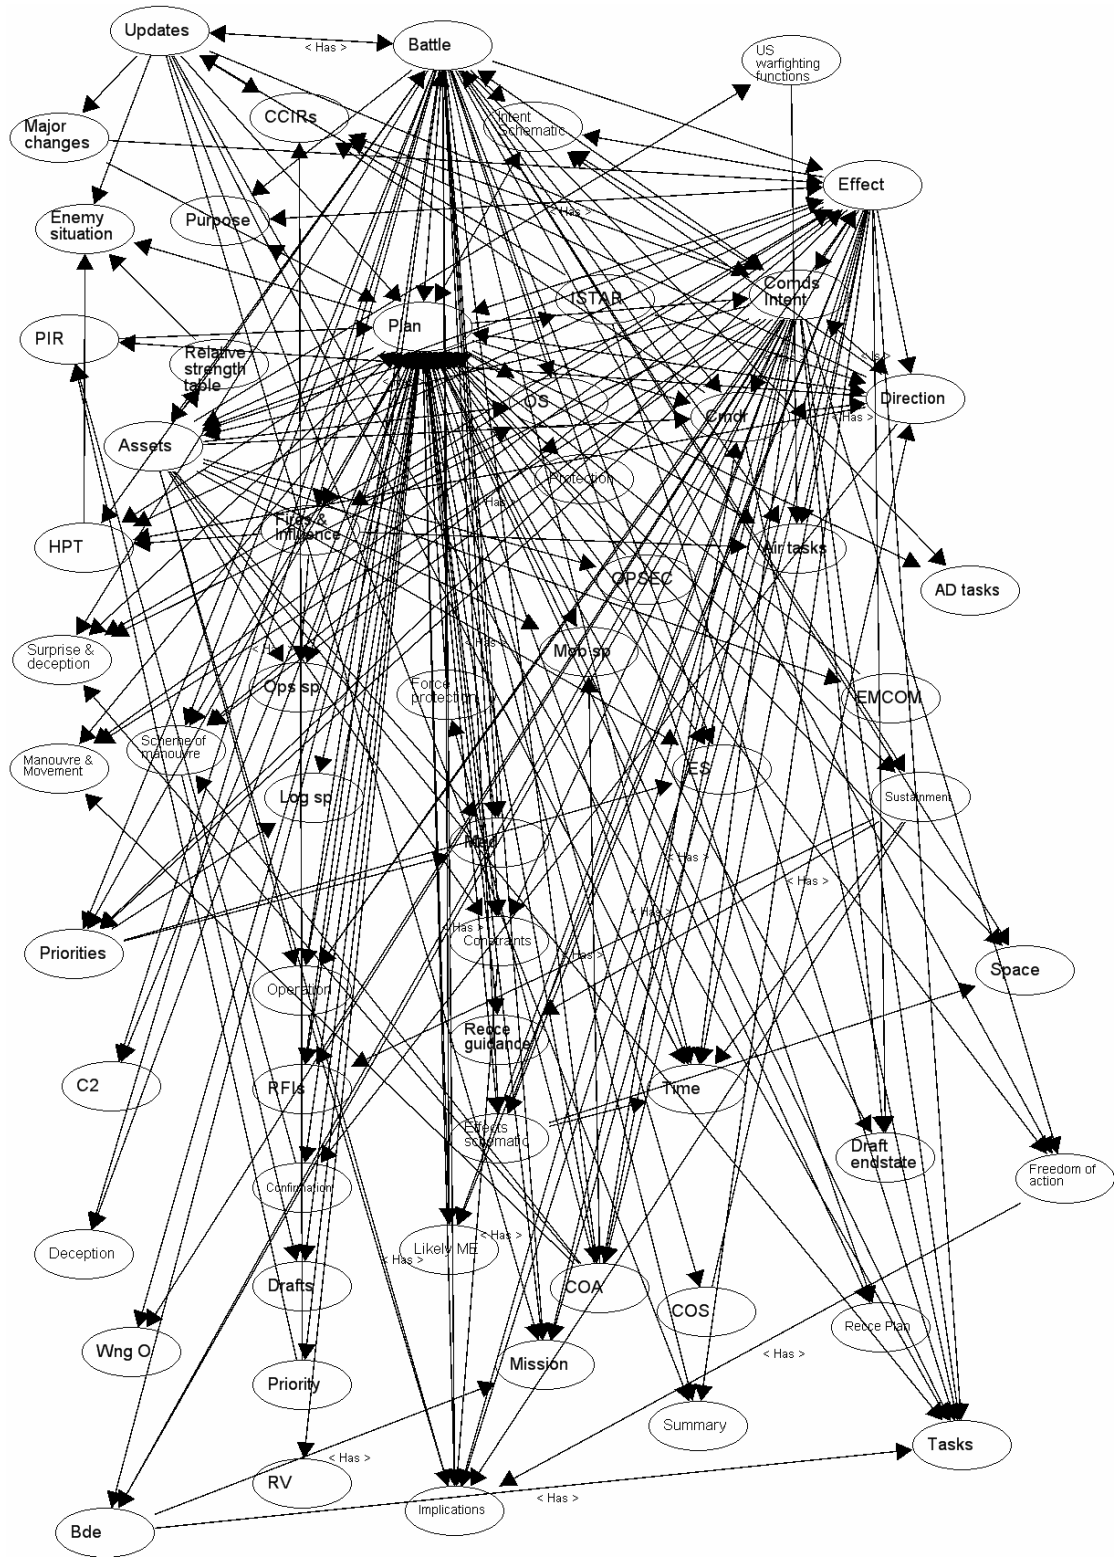 Updates
Battle
< Has >
US
warfighting
functions
CCIRs
Intent
Schematic
Major
changes
Effect
Enemy
situation
Purpose
< Has >
Comds
Intent
ISTAR
Plan
PIR
Relative
strength
table
Direction
OS
Cmdr
< Has >
Assets
Protection
Fires &
Influence
HPT
Air tasks
OPSEC
AD tasks
Surprise &
deception
Mob sp
Ops sp
Force
protection
EMCOM
Scheme of
manouvre
Manouvre &
Movement
ES
Log sp
Sustainment
Med
< Has >
< Has >
< Has >
< Has >
Constraints
Priorities
< Has >
Space
Operation
Recce
guidance
C2
RFIs
Time
Effects
schematic
Draft
endstate
Freedom of
action
Confirmation
Deception
< Has >
Likely ME
< Has >
Drafts
COA
COS
Recce Plan
Wng O
Mission
< Has >
Priority
Summary
Tasks
< Has >
RV
Implications
< Has >
Bde